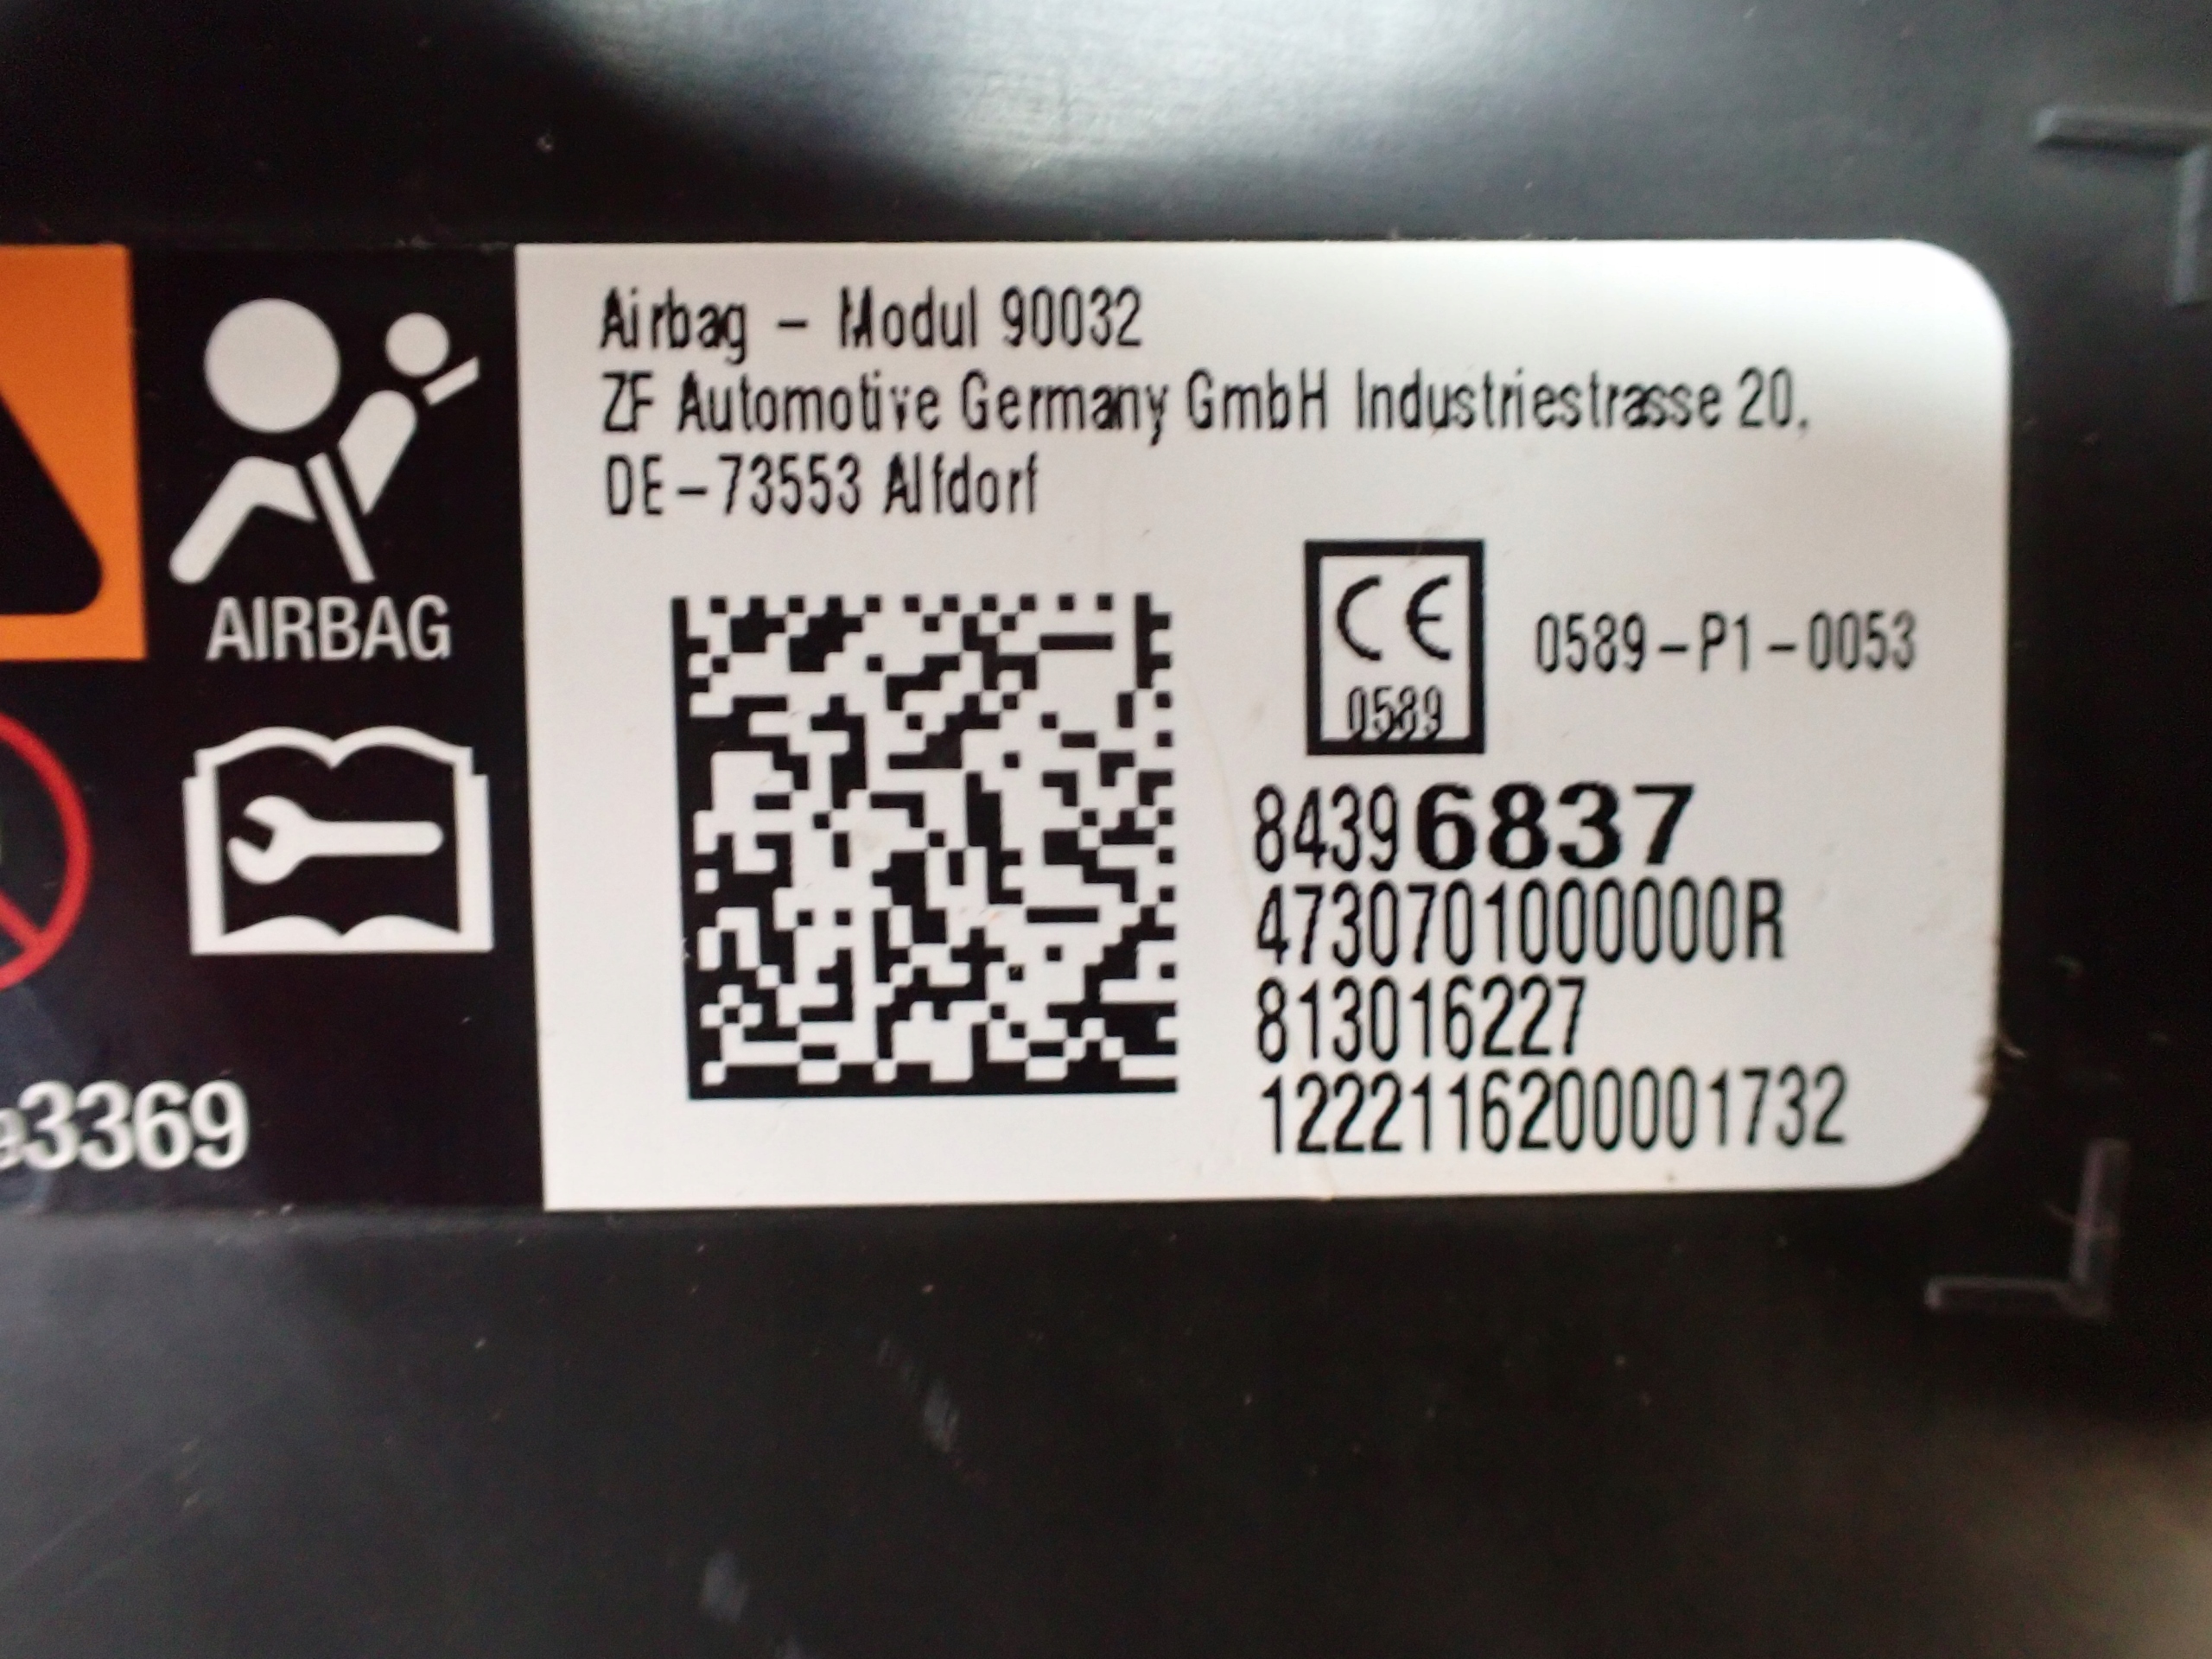 Airbag - Modul 90032
ZF Automotive Germany GmbH Industriestrasse 20,
DE-73553 Alfdorf
AIRBAG
CE
0589
0589-P1-0053
84396837
4730701000000R
813016227
1222116200001732
e3369